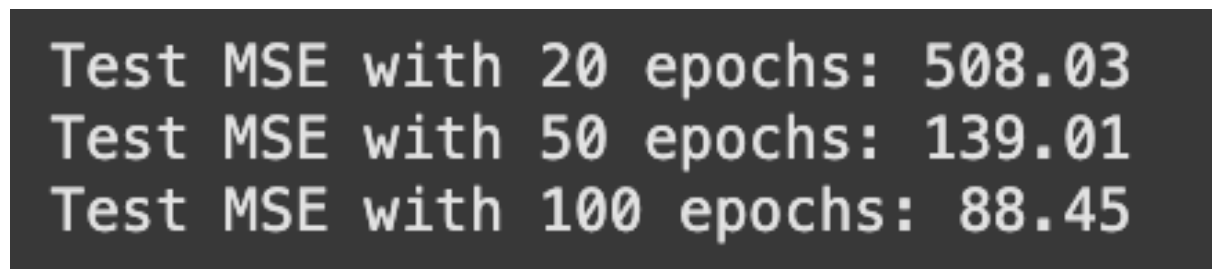 Test MSE with 20 epochs: 508.03
Test MSE with 50 epochs: 139.01
Test MSE with 100 epochs: 88.45